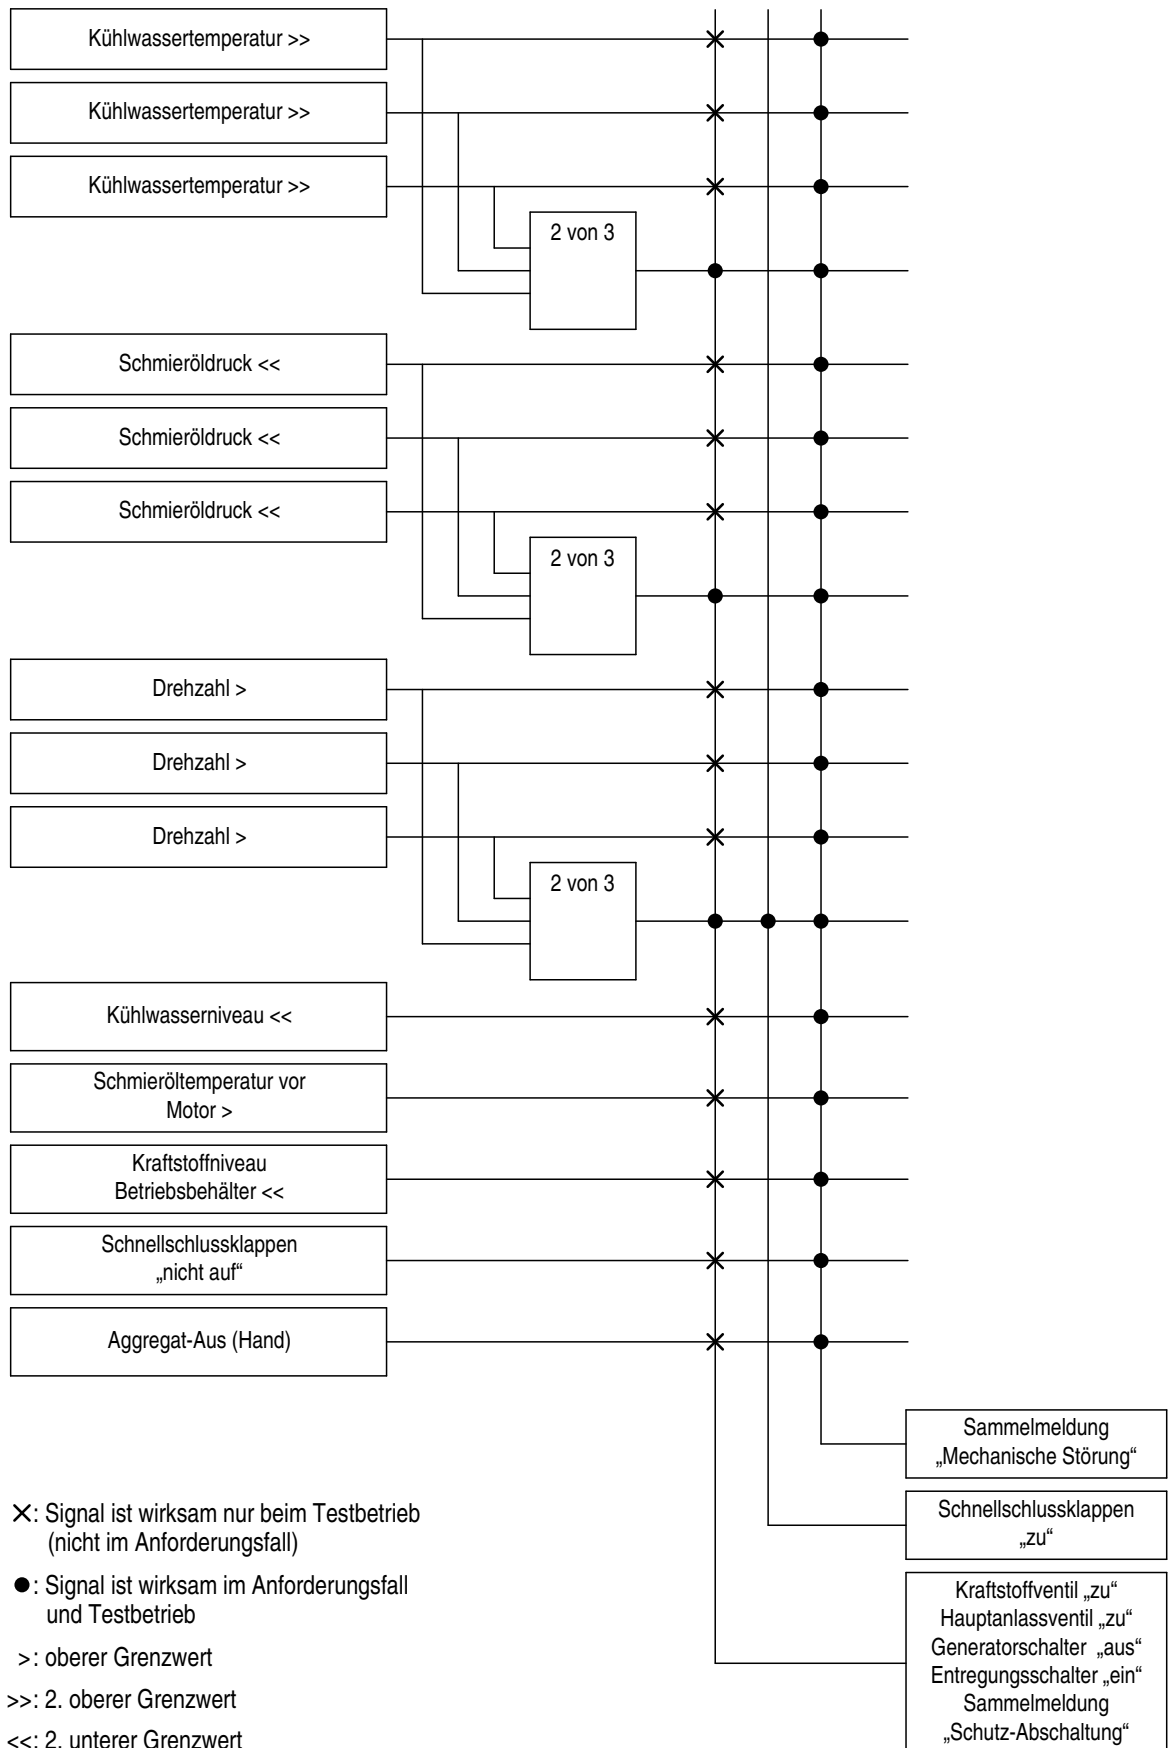 Kühlwassertemperatur >>
Kühlwassertemperatur >>
Kühlwassertemperatur >>
2 von 3
Schmieröldruck <<
Schmieröldruck <<
Schmieröldruck <<
2 von 3
Drehzahl >
Drehzahl >
Drehzahl >
2 von 3
Kühlwasserniveau <<
Schmieröltemperatur vor
Motor >
Kraftstoffniveau
Betriebsbehälter <<
Schnellschlussklappen
„nicht auf“
Aggregat-Aus (Hand)
Sammelmeldung
„Mechanische Störung“
Schnellschlussklappen
„zu“
Kraftstoffventil „zu“
Hauptanlassventil „zu“
Generatorschalter „aus“
Entregungsschalter „ein“
Sammelmeldung
„Schutz-Abschaltung“
×: Signal ist wirksam nur beim Testbetrieb
(nicht im Anforderungsfall)
●: Signal ist wirksam im Anforderungsfall
und Testbetrieb
>: oberer Grenzwert
>>: 2. oberer Grenzwert
<<: 2. unterer Grenzwert